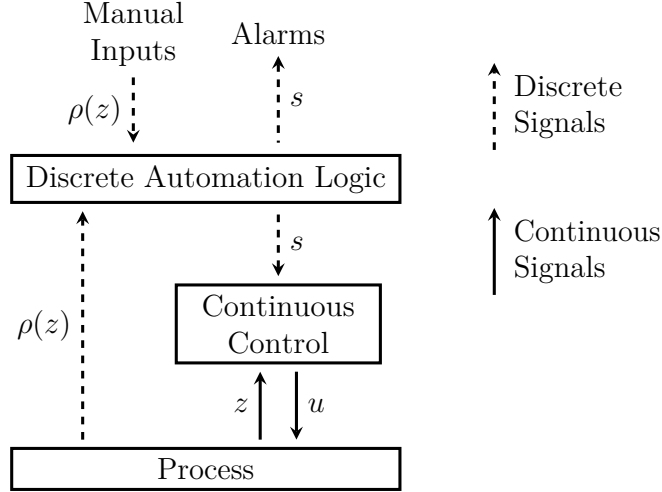 Manual
Inputs
Alarms
ρ(z)
s
Discrete
Signals
Discrete Automation Logic
s
Continuous
Signals
ρ(z)
Continuous
Control
z
u
Process